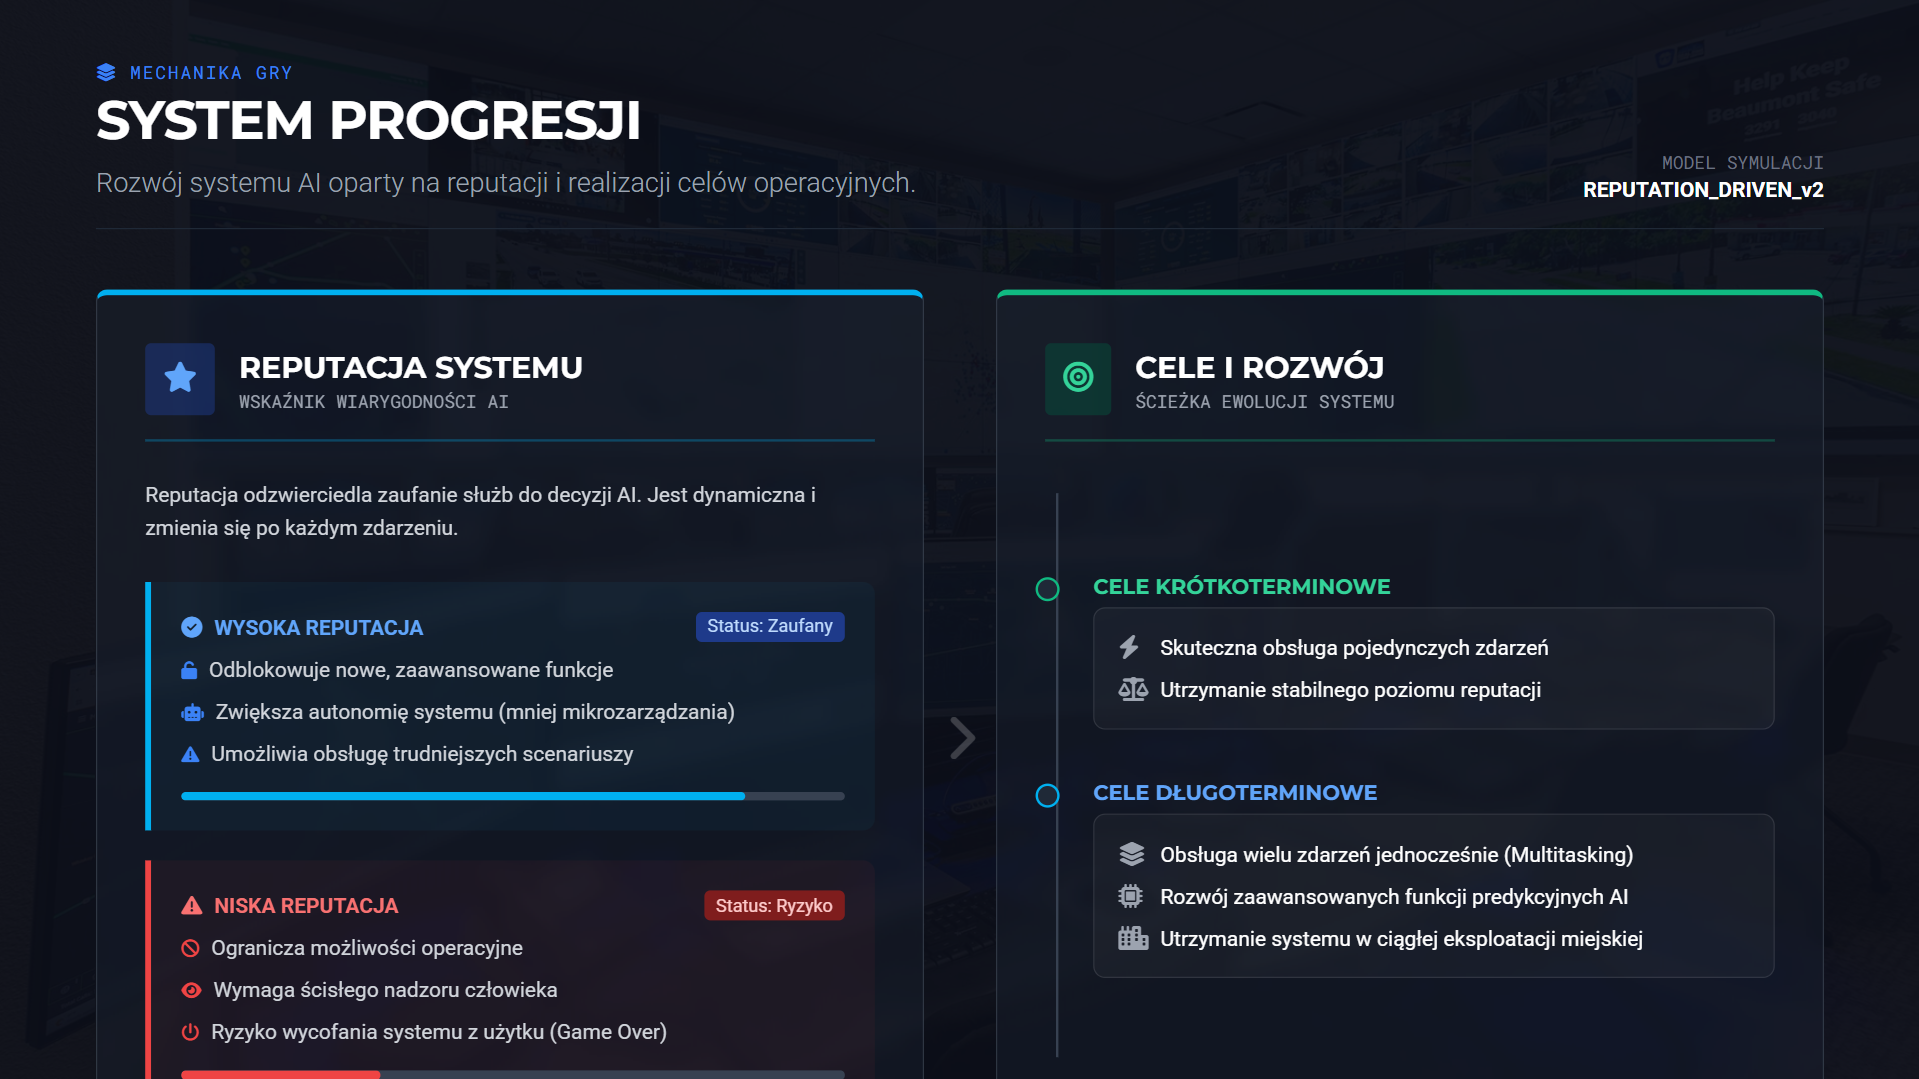 MECHANIKA GRY
SYSTEM PROGRESJI
Rozwój systemu AI oparty na reputacji i realizacji celów operacyjnych.
MODEL SYMULACJI
REPUTATION_DRIVEN_v2
Help Keep
Beaumont Safe
REPUTACJA SYSTEMU
WSKAŹNIK WIARYGODNOŚCI AI
Reputacja odzwierciedla zaufanie służb do decyzji AI. Jest dynamiczna i
zmienia się po każdym zdarzeniu.
WYSOKA REPUTACJA
Status: Zaufany
Odblokowuje nowe, zaawansowane funkcje
Zwiększa autonomię systemu (mniej mikrozarządzania)
Umożliwia obsługę trudniejszych scenariuszy
NISKA REPUTACJA
Status: Ryzyko
Ogranicza możliwości operacyjne
Wymaga ścisłego nadzoru człowieka
Ryzyko wycofania systemu z użytku (Game Over)
CELE I ROZWÓJ
ŚCIEŻKA EWOLUCJI SYSTEMU
CELE KRÓTKOTERMINOWE
Skuteczna obsługa pojedynczych zdarzeń
Utrzymanie stabilnego poziomu reputacji
CELE DŁUGOTERMINOWE
Obsługa wielu zdarzeń jednocześnie (Multitasking)
Rozwój zaawansowanych funkcji predykcyjnych AI
Utrzymanie systemu w ciągłej eksploatacji miejskiej